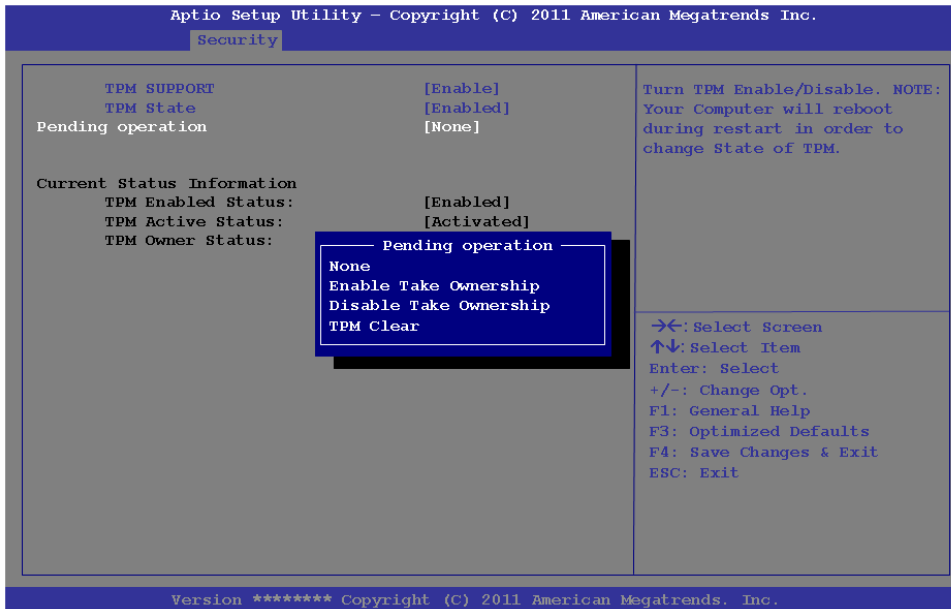 Aptio Setup Utility – Copyright (C) 2011 American Megatrends Inc.
Security
TPM SUPPORT [Enable]
TPM State [Enabled]
Pending operation [None]
Current Status Information
TPM Enabled Status: [Enabled]
TPM Active Status: [Activated]
TPM Owner Status:
Pending operation
None
Enable Take Ownership
Disable Take Ownership
TPM Clear
Turn TPM Enable/Disable. NOTE:
Your Computer will reboot
during restart in order to
change State of TPM.
→←: Select Screen
↑↓: Select Item
Enter: Select
+/-: Change Opt.
F1: General Help
F3: Optimized Defaults
F4: Save Changes & Exit
ESC: Exit
Version ******** Copyright (C) 2011 American Megatrends. Inc.